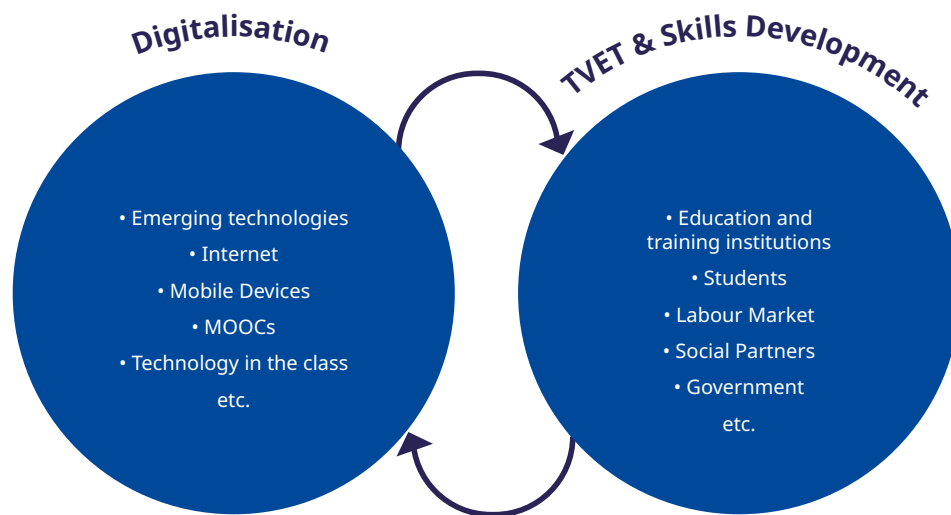 Digitalisation
• Emerging technologies
• Internet
• Mobile Devices
• MOOCs
• Technology in the class
etc.
TVET & Skills Development
• Education and
training institutions
• Students
• Labour Market
• Social Partners
• Government
etc.